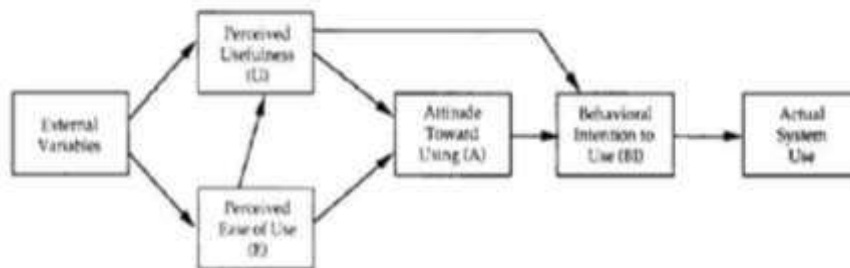 External
Variables
Perceived
Usefulness
(U)
Perceived
Ease of Use
(E)
Attitude
Toward
Using (A)
Behavioral
Intention to
Use (BI)
Actual
System
Use